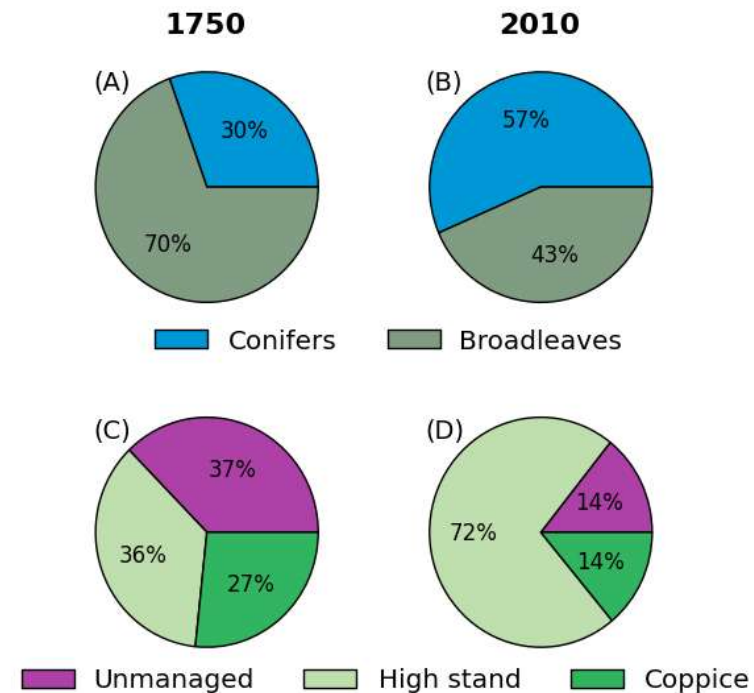 1750 2010
(A) (B)
57%
30%
70%
43%
Conifers Broadleaves
(C) (D)
37%
14%
72%
36%
14%
27%
Unmanaged High stand Coppice